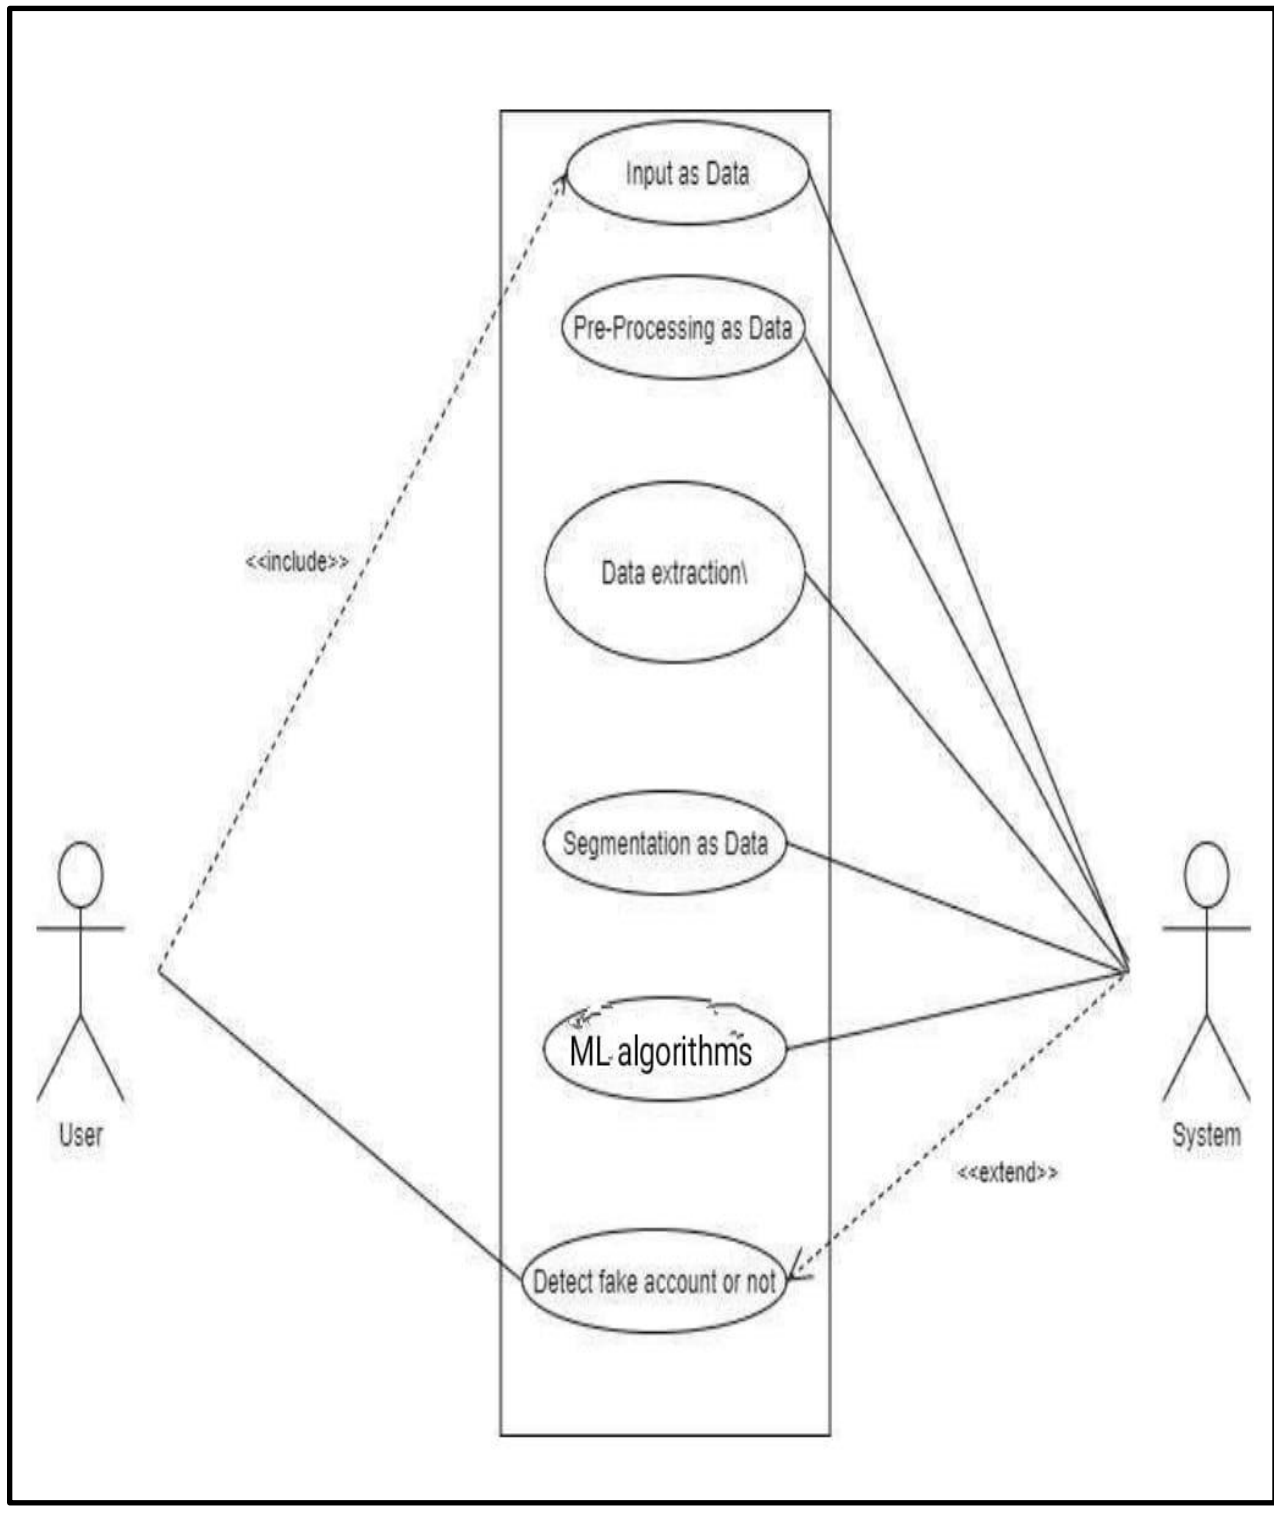 Input as Data
Pre-Processing as Data
<<include>>
Data extraction\
Segmentation as Data
ML algorithms
User
System
<<extend>>
Detect fake account or not